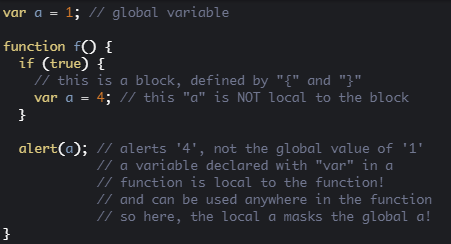 var a = 1; // global variable

function f() {
  if (true) {
    // this is a block, defined by "{" and "}"
    var a = 4; // this "a" is NOT local to the block
  }

  alert(a); // alerts '4', not the global value of '1'
            // a variable declared with "var" in a
            // function is local to the function!
            // and can be used anywhere in the function
            // so here, the local a masks the global a!
}